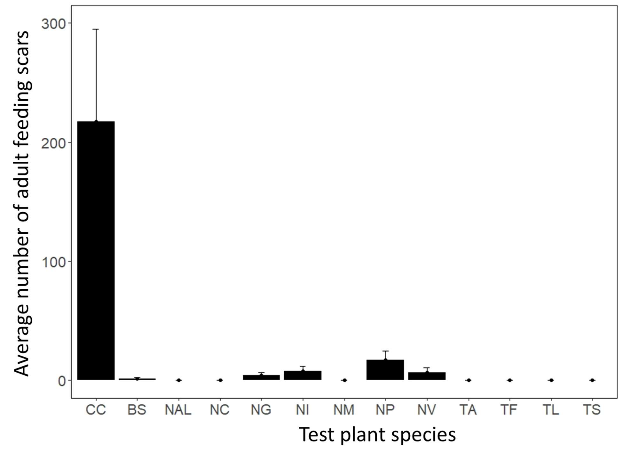 Average number of adult feeding scars
300
200
100
0
CC BS NAL NC NG NI NM NP NV TA TF TL TS
Test plant species